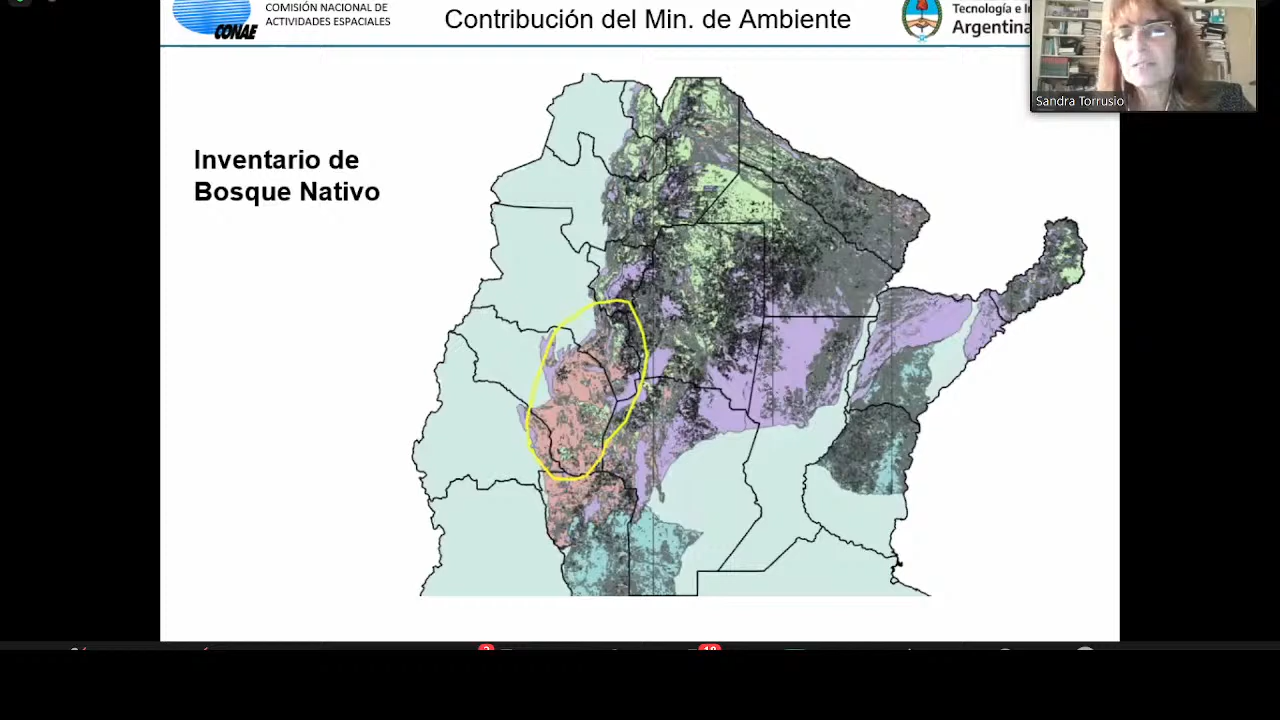 COMISIÓN NACIONAL DE
ACTIVIDADES ESPACIALES
CONAE
Contribución del Min. de Ambiente
Tecnología e
Argentina
Sandra Torrusio
Inventario de
Bosque Nativo